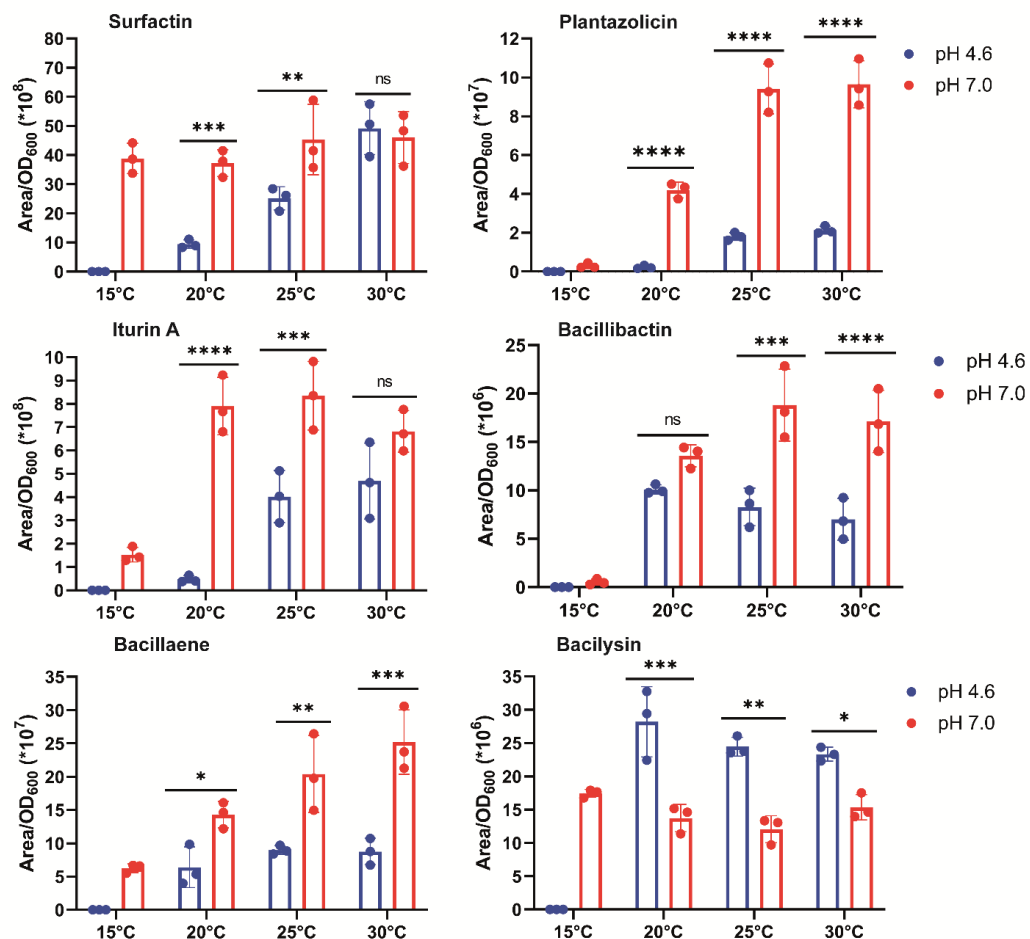 Surfactin
Area/OD600 (*10^8)
80
70
60
50
40
30
20
10
0
***
**
ns
15°C 20°C 25°C 30°C
Plantazolicin
Area/OD600 (*10^7)
12
10
8
6
4
2
0
****
****
****
15°C 20°C 25°C 30°C
pH 4.6
pH 7.0
Iturin A
Area/OD600 (*10^8)
10
9
8
7
6
5
4
3
2
1
0
****
***
ns
15°C 20°C 25°C 30°C
Bacillibactin
Area/OD600 (*10^6)
25
20
15
10
5
0
ns
***
****
15°C 20°C 25°C 30°C
pH 4.6
pH 7.0
Bacillaene
Area/OD600 (*10^7)
35
30
25
20
15
10
5
0
*
**
***
15°C 20°C 25°C 30°C
Bacilysin
Area/OD600 (*10^6)
35
30
25
20
15
10
5
0
***
**
*
15°C 20°C 25°C 30°C
pH 4.6
pH 7.0